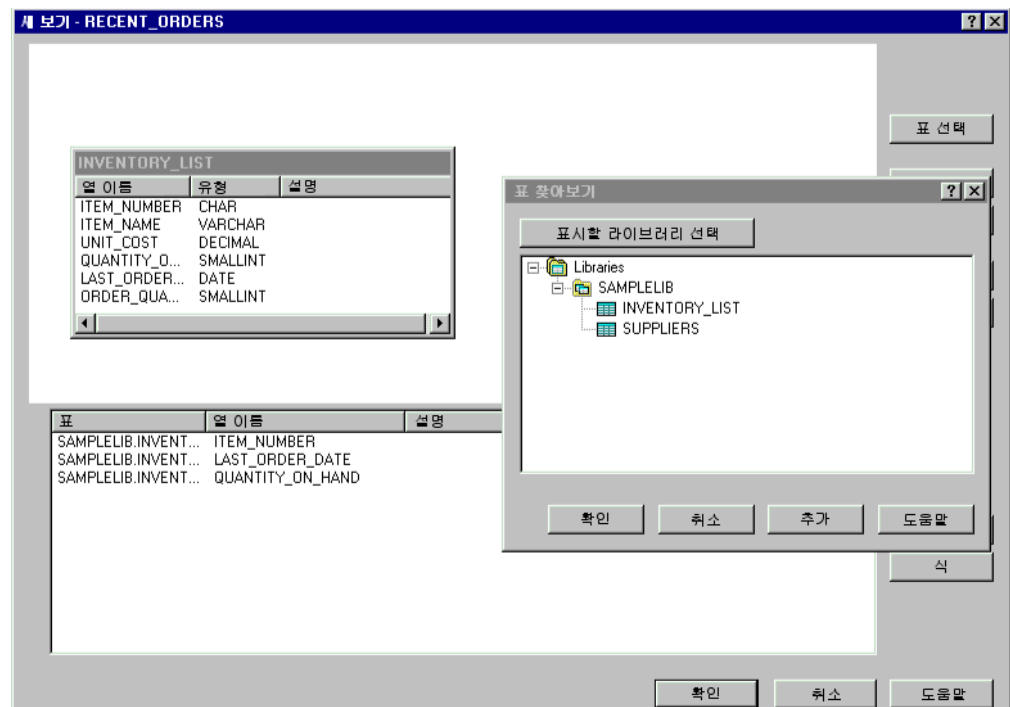 새 보기 - RECENT_ORDERS
표 선택
INVENTORY_LIST
열 이름 유형 설명
ITEM_NUMBER CHAR
ITEM_NAME VARCHAR
UNIT_COST DECIMAL
QUANTITY_O... SMALLINT
LAST_ORDER... DATE
ORDER_QUA... SMALLINT
표 찾아보기
표시할 라이브러리 선택
Libraries
SAMPLELIB
INVENTORY_LIST
SUPPLIERS
확인 취소 추가 도움말
표 열 이름 설명
SAMPLELIB.INVENT... ITEM_NUMBER
SAMPLELIB.INVENT... LAST_ORDER_DATE
SAMPLELIB.INVENT... QUANTITY_ON_HAND
식
확인 취소 도움말